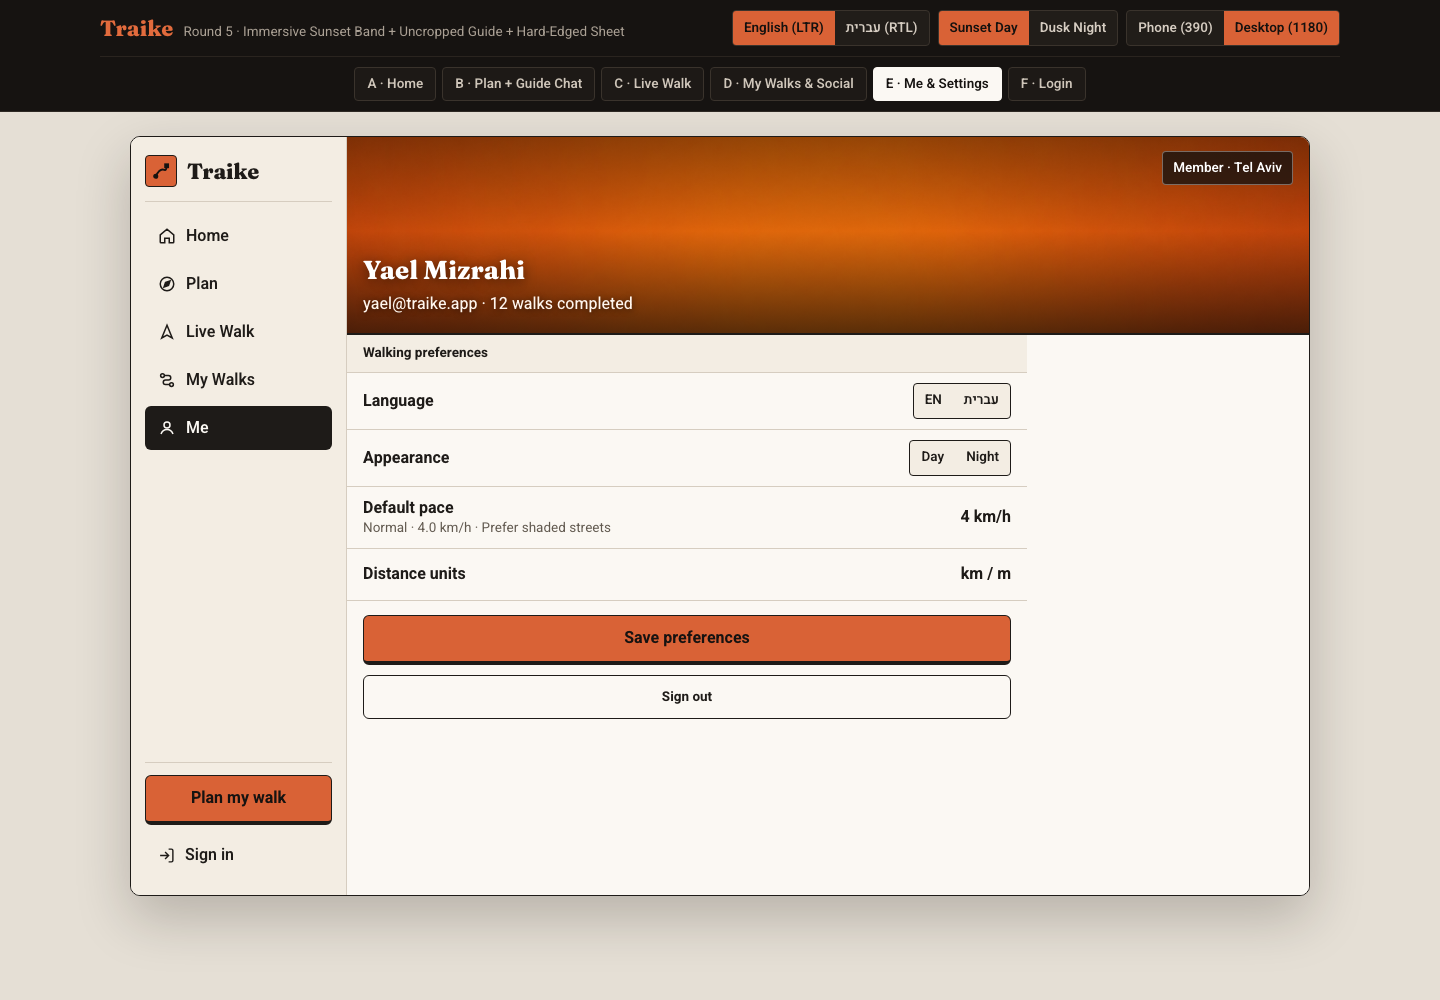 Traike Round 5 · Immersive Sunset Band + Uncropped Guide + Hard-Edged Sheet
English (LTR) עברית (RTL) Sunset Day Dusk Night Phone (390) Desktop (1180)
A · Home B · Plan + Guide Chat C · Live Walk D · My Walks & Social E · Me & Settings F · Login
Traike
Home
Plan
Live Walk
My Walks
Me
Plan my walk
Sign in
Member · Tel Aviv
Yael Mizrahi
yael@traike.app · 12 walks completed
Walking preferences
Language EN עברית
Appearance Day Night
Default pace
Normal · 4.0 km/h · Prefer shaded streets
4 km/h
Distance units km / m
Save preferences
Sign out